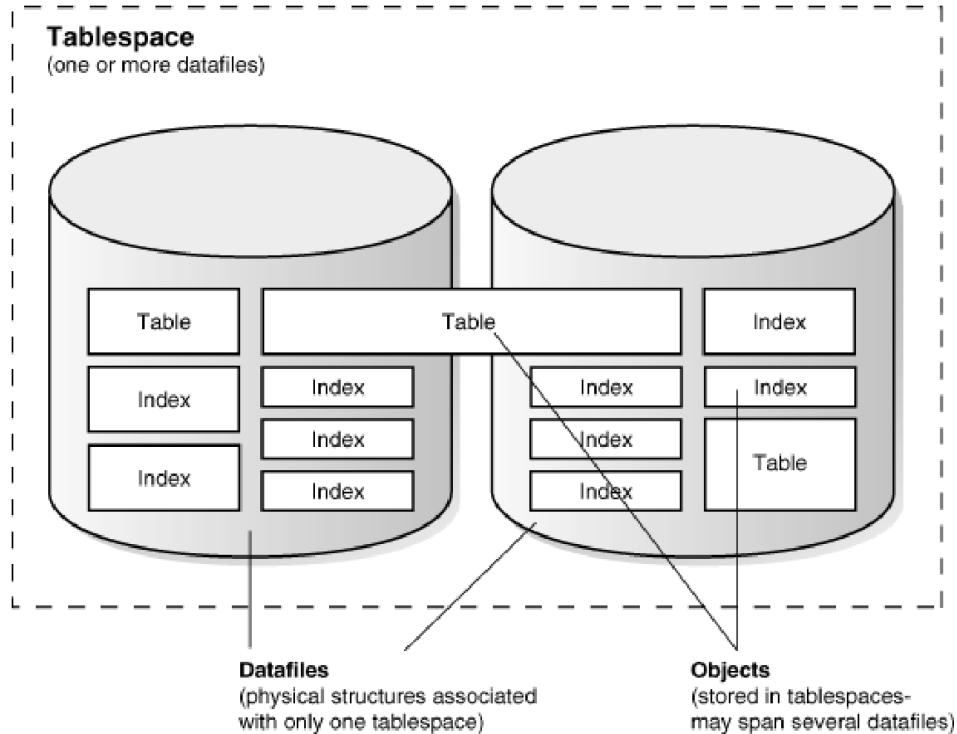 Tablespace
(one or more datafiles)
Table
Table
Index
Index
Index
Index
Index
Index
Index
Table
Index
Index
Index
Index
Datafiles
(physical structures associated
with only one tablespace)
Objects
(stored in tablespaces-
may span several datafiles)